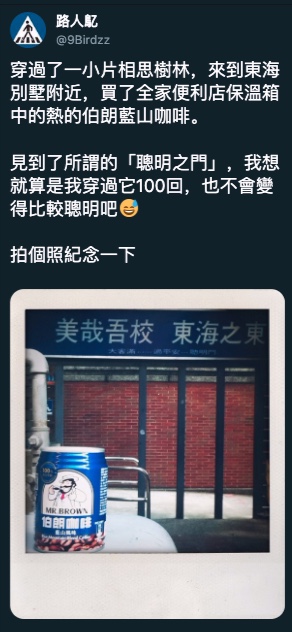 路人髟
@9Birdzz
穿過了一小片相思樹林，來到東海
別墅附近，買了全家便利店保溫箱
中的熱的伯朗藍山咖啡。
見到了所謂的「聰明之門」，我想
就算是我穿過它100回，也不會變
得比較聰明吧😅
拍個照紀念一下
美哉吾校 東海之東
MR. BROWN
伯朗咖啡
藍山風味